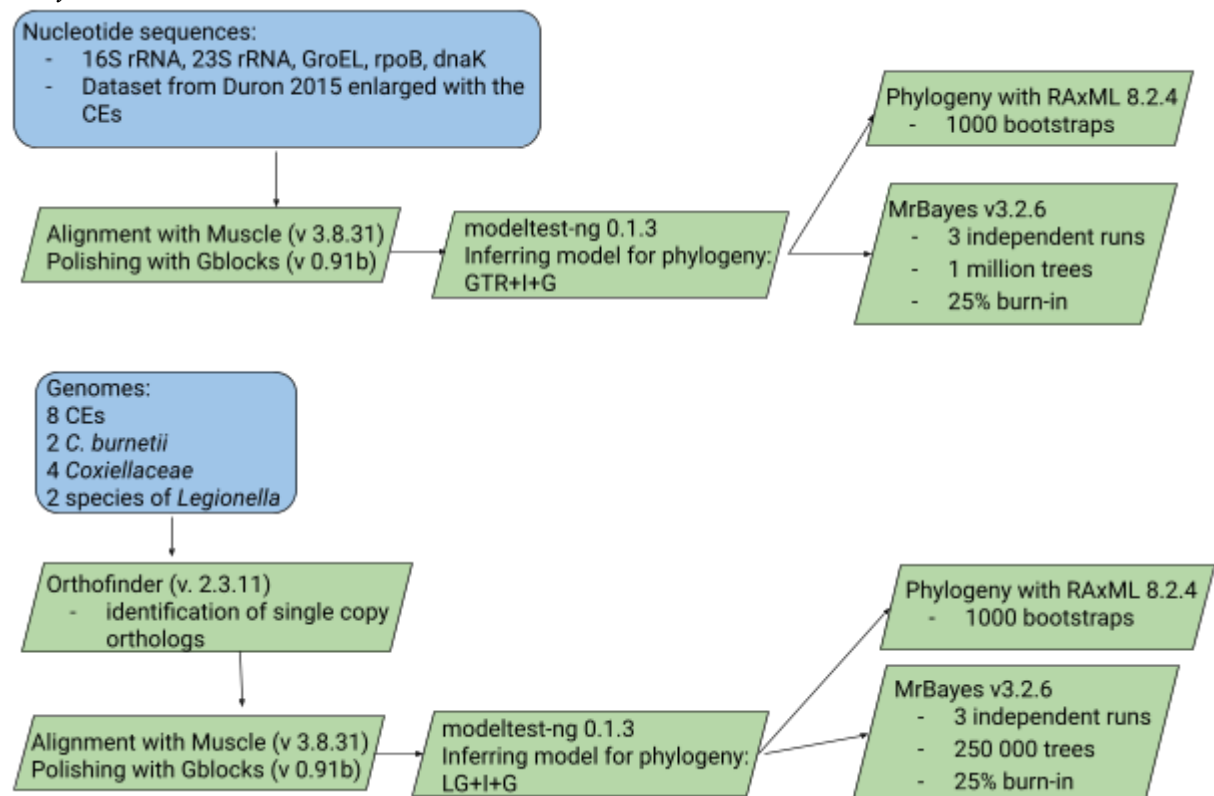 Nucleotide sequences:
- 16S rRNA, 23S rRNA, GroEL, rpoB, dnaK
- Dataset from Duron 2015 enlarged with the
CEs
Alignment with Muscle (v 3.8.31)
Polishing with Gblocks (v 0.91b)
modeltest-ng 0.1.3
Inferring model for phylogeny:
GTR+I+G
Phylogeny with RAxML 8.2.4
- 1000 bootstraps
MrBayes v3.2.6
- 3 independent runs
- 1 million trees
- 25% burn-in
Genomes:
8 CEs
2 C. burnetii
4 Coxiellaceae
2 species of Legionella
Orthofinder (v. 2.3.11)
- identification of single copy
orthologs
Alignment with Muscle (v 3.8.31)
Polishing with Gblocks (v 0.91b)
modeltest-ng 0.1.3
Inferring model for phylogeny:
LG+I+G
Phylogeny with RAxML 8.2.4
- 1000 bootstraps
MrBayes v3.2.6
- 3 independent runs
- 250 000 trees
- 25% burn-in